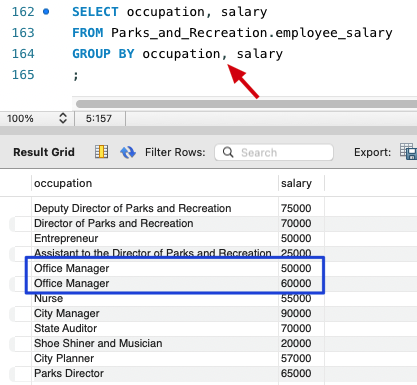 162 SELECT occupation, salary
163 FROM Parks_and_Recreation.employee_salary
164 GROUP BY occupation, salary
165 ;
100% 5:157
Result Grid Filter Rows: Search Export:
occupation salary
Deputy Director of Parks and Recreation 75000
Director of Parks and Recreation 70000
Entrepreneur 50000
Assistant to the Director of Parks and Recreation 25000
Office Manager 50000
Office Manager 60000
Nurse 55000
City Manager 90000
State Auditor 70000
Shoe Shiner and Musician 20000
City Planner 57000
Parks Director 65000